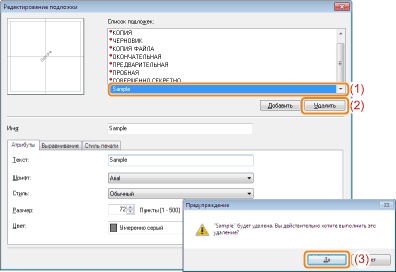 Редактирование подложки
Список подложек:
*КОПИЯ
*ЧЕРНОВИК
*КОПИЯ ФАЙЛА
*ОКОНЧАТЕЛЬНАЯ
*ПРЕДВАРИТЕЛЬНАЯ
*ПРОБНАЯ
*СОВЕРШЕННО СЕКРЕТНО
Sample (1)
Sample
Добавить Удалить (2)
Имя: Sample
Атрибуты Выравнивание Стиль печати
Текст: Sample
Шрифт: Arial
Стиль: Обычный
Размер: 72 Пункты (1 - 500)
Цвет: Умеренно серый
Предупреждение
"Sample" будет удалена. Вы действительно хотите выполнить это
удаление?
Да (3)